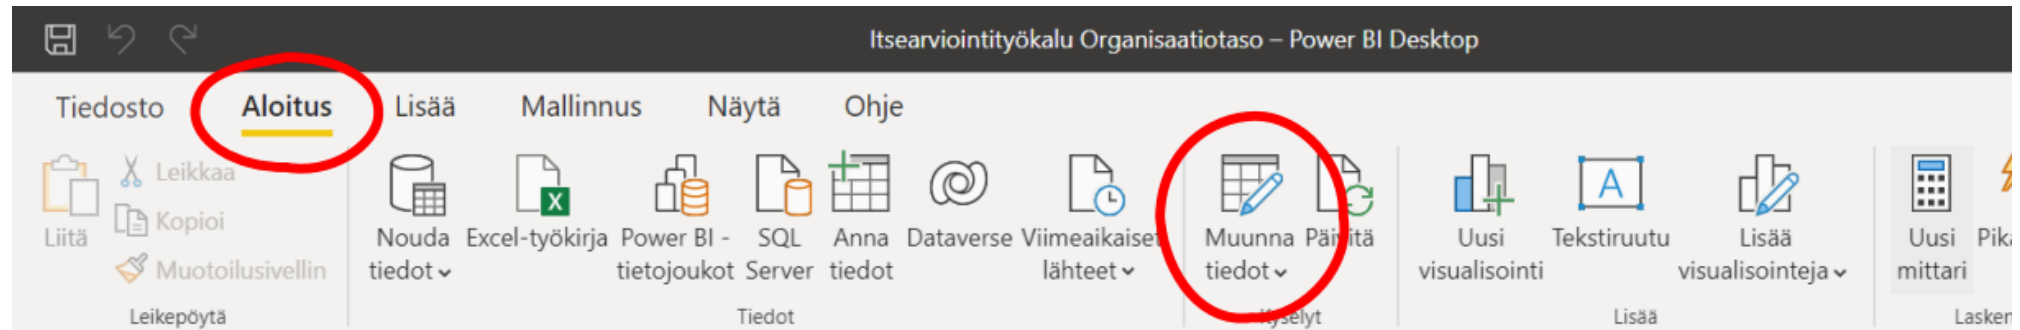 Itsearviointityökalu Organisaatiotaso – Power BI Desktop
Tiedosto Aloitus Lisää Mallinnus Näytä Ohje
Liitä
Leikkaa
Kopioi
Muotoilusivellin
Leikepöytä
Nouda
tiedot
Excel-työkirja
Power BI -
tietojoukot
SQL
Server
Anna
tiedot
Dataverse
Viimeaikaiset
lähteet
Tiedot
Muunna
tiedot
Päivitä
Kyselyt
Uusi
visualisointi
Tekstiruutu
Lisää
visualisointeja
Lisää
Uusi
mittari